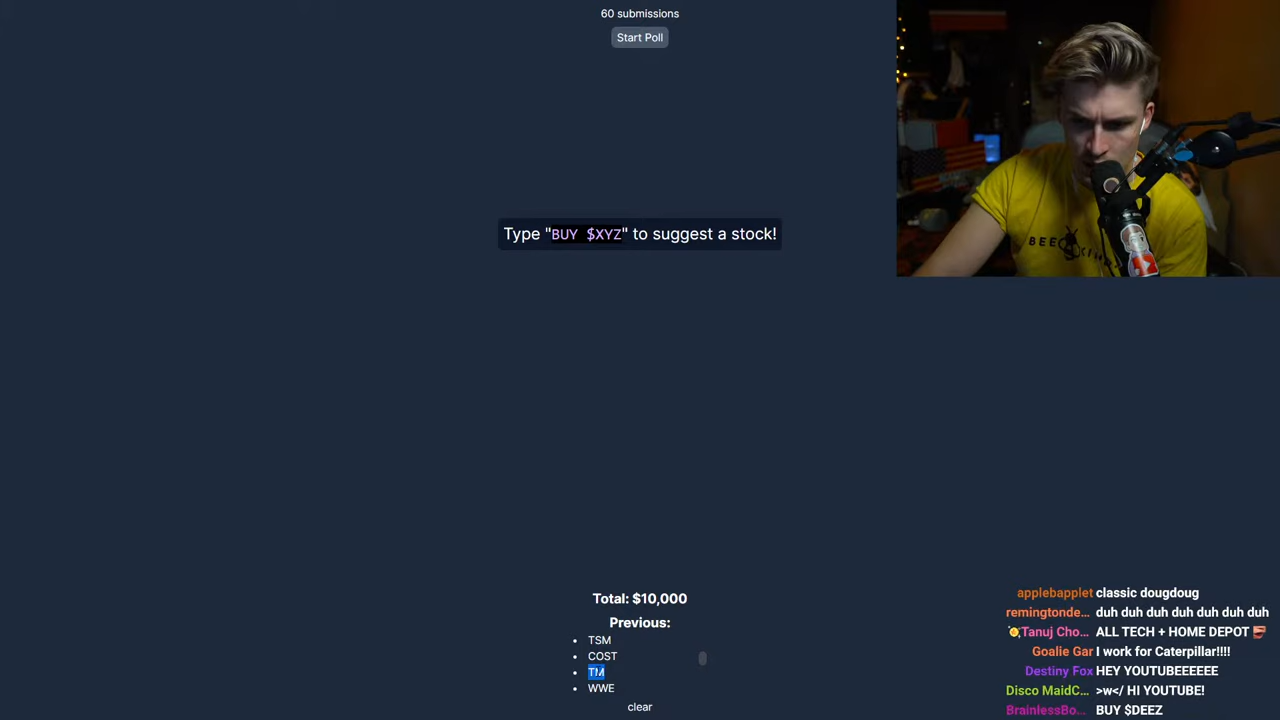 60 submissions
Start Poll
Type "BUY $XYZ" to suggest a stock!
Total: $10,000
Previous:
• TSM
• COST
• TM
• WWE
clear
applebapplet classic dougdoug
remingtonde... duh duh duh duh duh duh duh
Tanuj Cho... ALL TECH + HOME DEPOT
Goalie Gar I work for Caterpillar!!!!
Destiny Fox HEY YOUTUBEEEEEE
Disco MaidC... >w</ HI YOUTUBE!
BrainlessBo... BUY $DEEZ
BEE